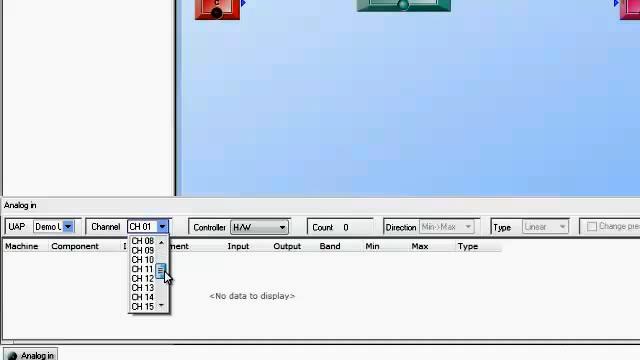 Analog in
UAP Demo U Channel CH 01 Controller H/W Count 0 Direction Min->Max Type Linear Change pre
Machine Component ment Input Output Band Min Max Type
CH 08
CH 09
CH 10
CH 11
CH 12
CH 13
CH 14
CH 15
<No data to display>
Analog in